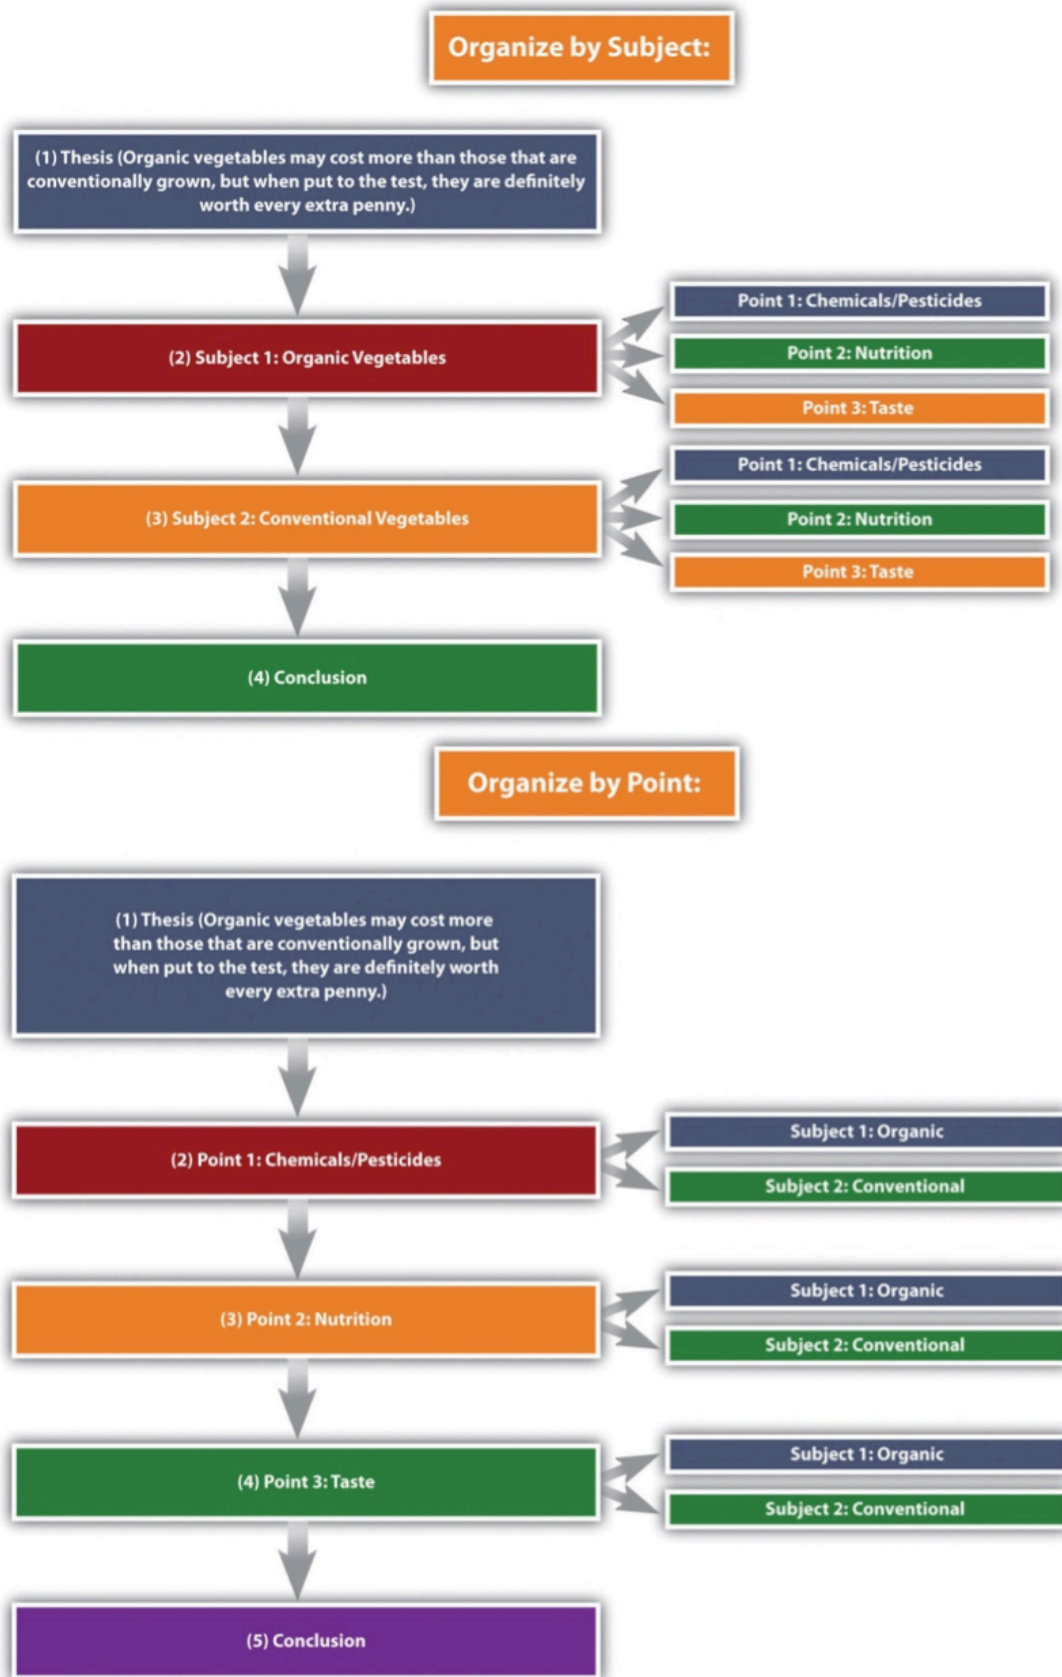 Organize by Subject:
(1) Thesis (Organic vegetables may cost more than those that are
conventionally grown, but when put to the test, they are definitely
worth every extra penny.)
(2) Subject 1: Organic Vegetables
Point 1: Chemicals/Pesticides
Point 2: Nutrition
Point 3: Taste
(3) Subject 2: Conventional Vegetables
Point 1: Chemicals/Pesticides
Point 2: Nutrition
Point 3: Taste
(4) Conclusion
Organize by Point:
(1) Thesis (Organic vegetables may cost more
than those that are conventionally grown, but
when put to the test, they are definitely worth
every extra penny.)
(2) Point 1: Chemicals/Pesticides
Subject 1: Organic
Subject 2: Conventional
(3) Point 2: Nutrition
Subject 1: Organic
Subject 2: Conventional
(4) Point 3: Taste
Subject 1: Organic
Subject 2: Conventional
(5) Conclusion